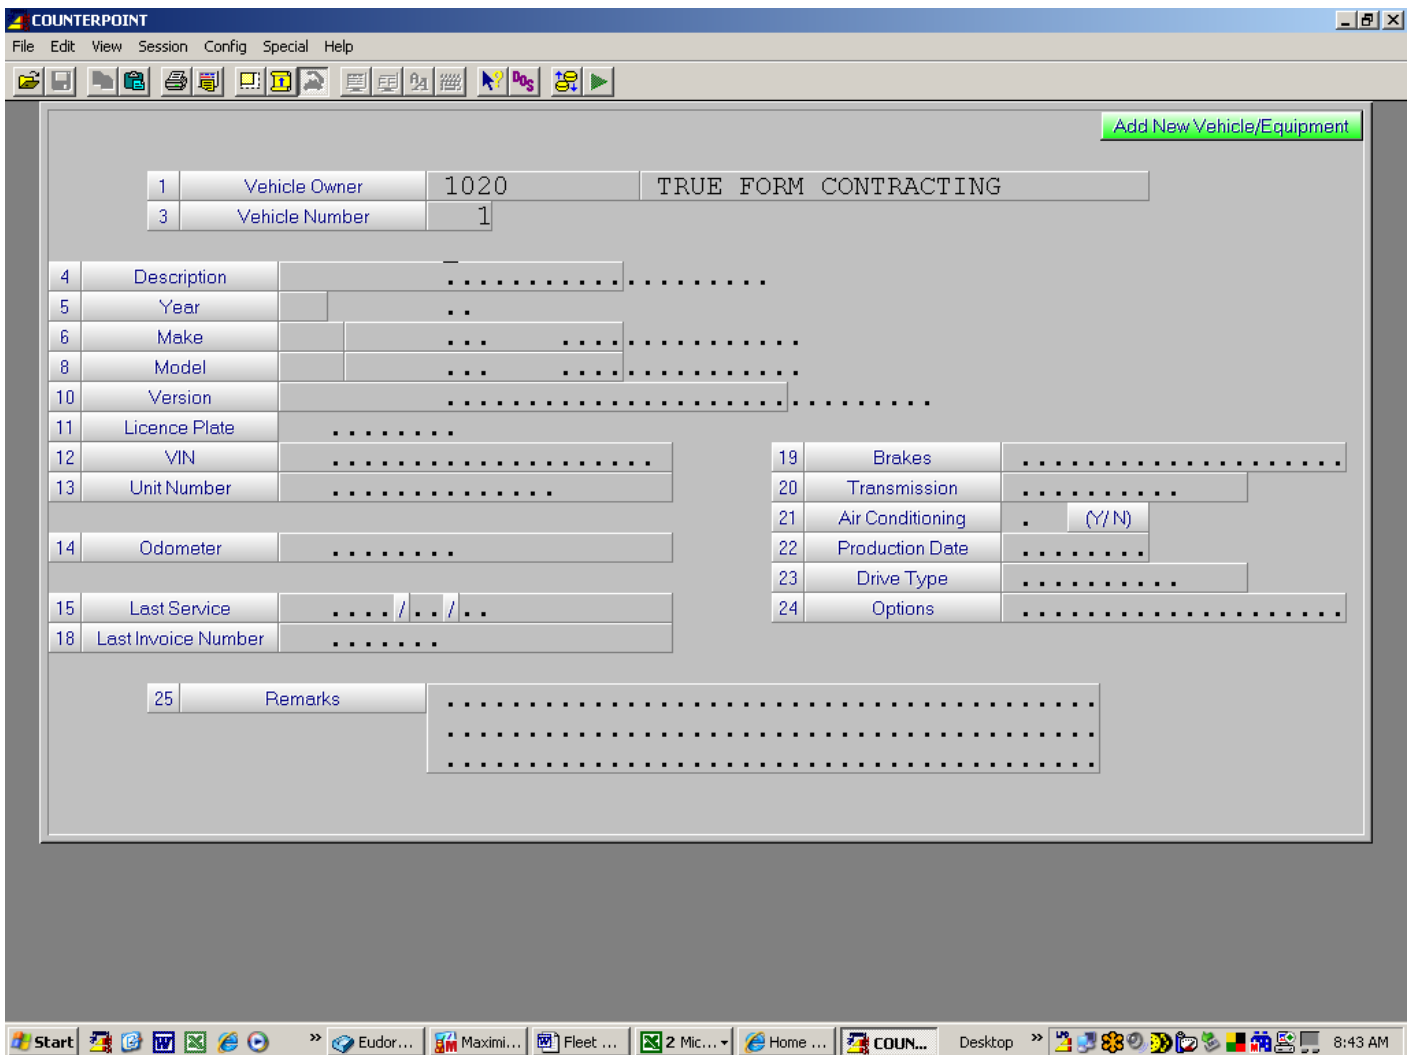 COUNTERPOINT
File Edit View Session Config Special Help
DOS
Add New Vehicle/Equipment
1 Vehicle Owner 1020 TRUE FORM CONTRACTING
3 Vehicle Number 1
4 Description ....................
5 Year ..
6 Make ... ...............
8 Model ... ...............
10 Version ..............................
11 Licence Plate ........
12 VIN ....................
19 Brakes ....................
13 Unit Number ..............
20 Transmission ..........
21 Air Conditioning . (Y/N)
14 Odometer ........
22 Production Date ........
23 Drive Type ..........
15 Last Service ..../../..
24 Options ....................
18 Last Invoice Number .......
25 Remarks ........................................
........................................
........................................
Start » Eudor... Maximi... Fleet ... 2 Mic... Home ... COUN... Desktop » 8:43 AM